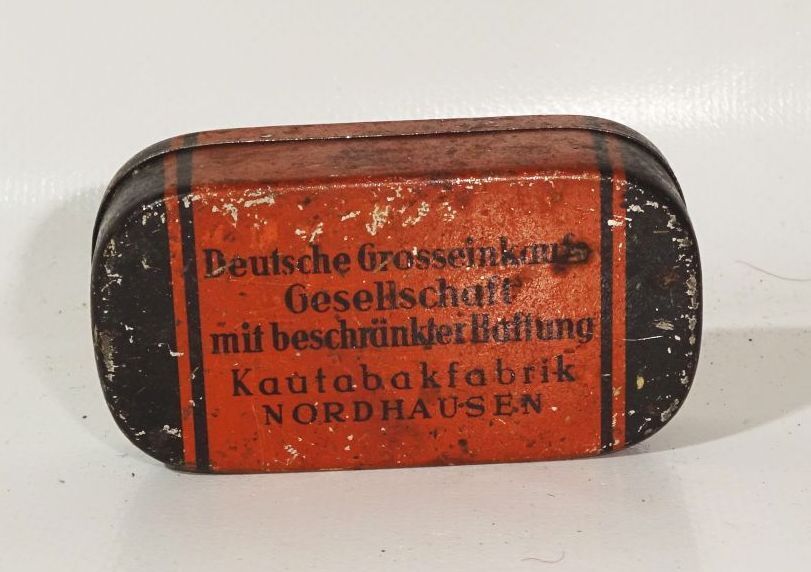 Deutsche Grosseinkaufs
Gesellschaft
mit beschränkter Haftung
Kautabakfabrik
NORDHAUSEN